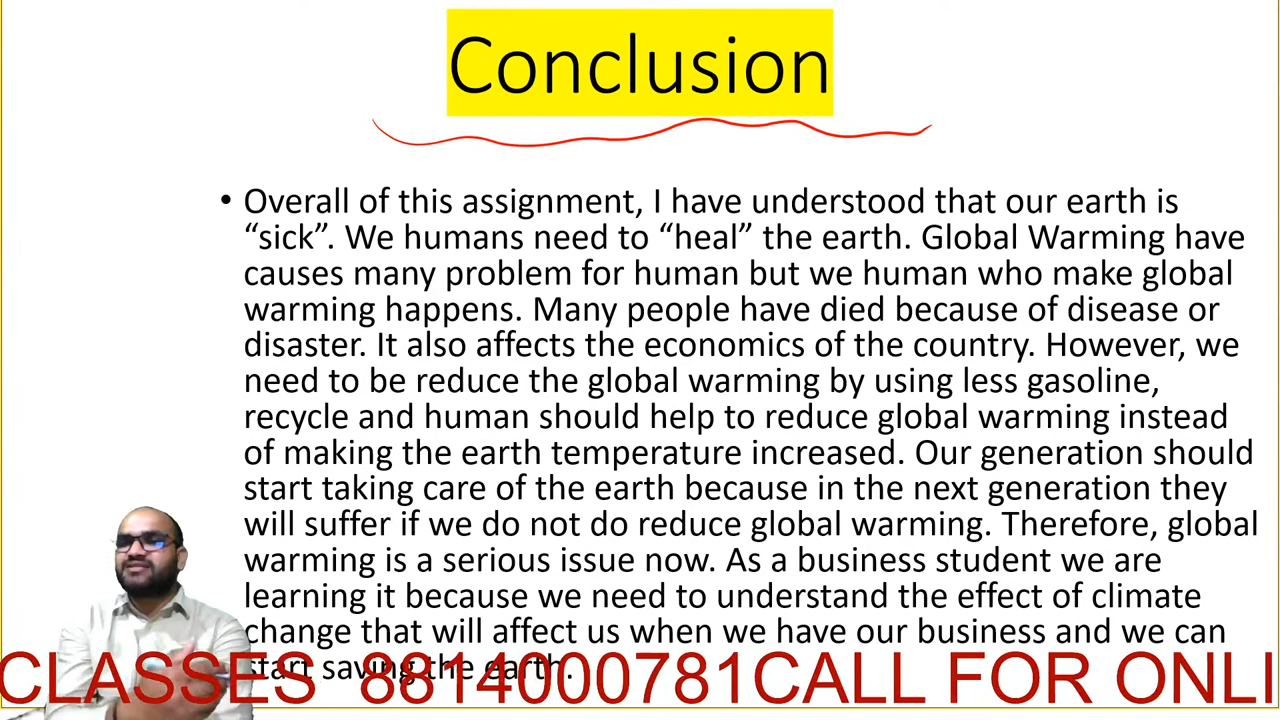 Conclusion
• Overall of this assignment, I have understood that our earth is
“sick”. We humans need to “heal” the earth. Global Warming have
causes many problem for human but we human who make global
warming happens. Many people have died because of disease or
disaster. It also affects the economics of the country. However, we
need to be reduce the global warming by using less gasoline,
recycle and human should help to reduce global warming instead
of making the earth temperature increased. Our generation should
start taking care of the earth because in the next generation they
will suffer if we do not do reduce global warming. Therefore, global
warming is a serious issue now. As a business student we are
learning it because we need to understand the effect of climate
change that will affect us when we have our business and we can
start saving the earth.
CLASSES 8814000781CALL FOR ONLI